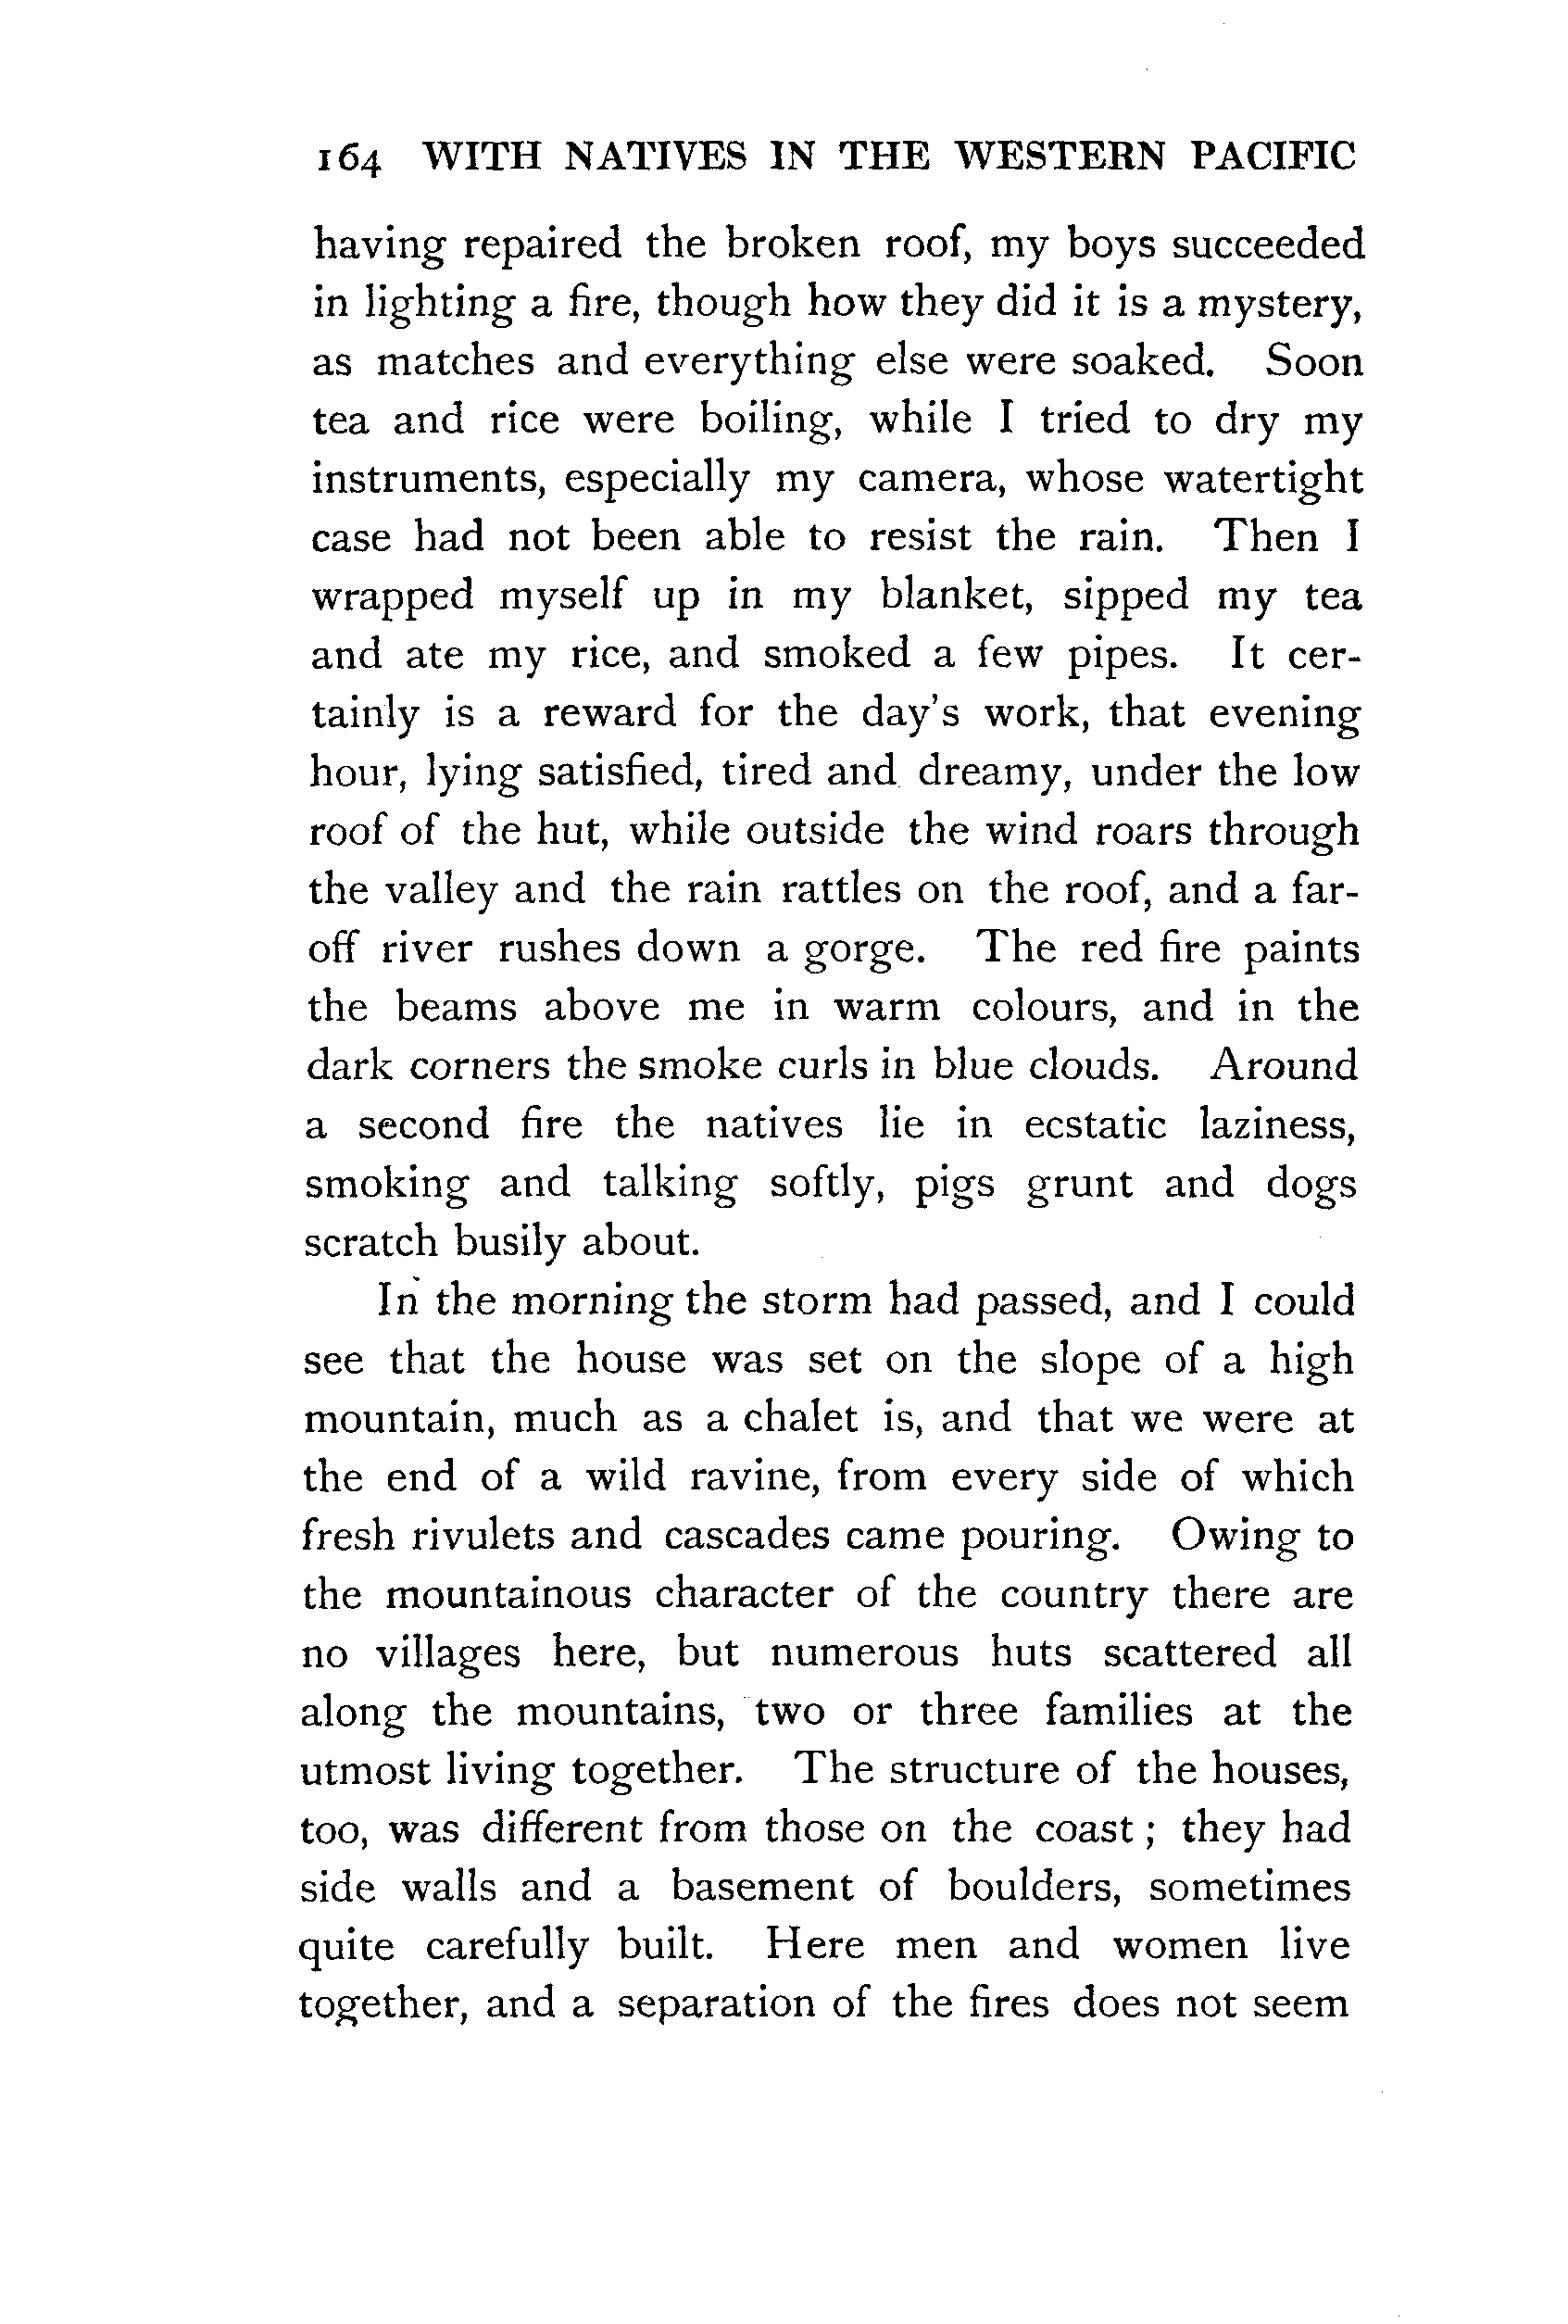 164 WITH NATIVES IN THE WESTERN PACIFIC
having repaired the broken roof, my boys succeeded
in lighting a fire, though how they did it is a mystery,
as matches and everything else were soaked. Soon
tea and rice were boiling, while I tried to dry my
instruments, especially my camera, whose watertight
case had not been able to resist the rain. Then I
wrapped myself up in my blanket, sipped my tea
and ate my rice, and smoked a few pipes. It cer-
tainly is a reward for the day's work, that evening
hour, lying satisfied, tired and dreamy, under the low
roof of the hut, while outside the wind roars through
the valley and the rain rattles on the roof, and a far-
off river rushes down a gorge. The red fire paints
the beams above me in warm colours, and in the
dark corners the smoke curls in blue clouds. Around
a second fire the natives lie in ecstatic laziness,
smoking and talking softly, pigs grunt and dogs
scratch busily about.
In the morning the storm had passed, and I could
see that the house was set on the slope of a high
mountain, much as a chalet is, and that we were at
the end of a wild ravine, from every side of which
fresh rivulets and cascades came pouring. Owing to
the mountainous character of the country there are
no villages here, but numerous huts scattered all
along the mountains, two or three families at the
utmost living together. The structure of the houses,
too, was different from those on the coast ; they had
side walls and a basement of boulders, sometimes
quite carefully built. Here men and women live
together, and a separation of the fires does not seem